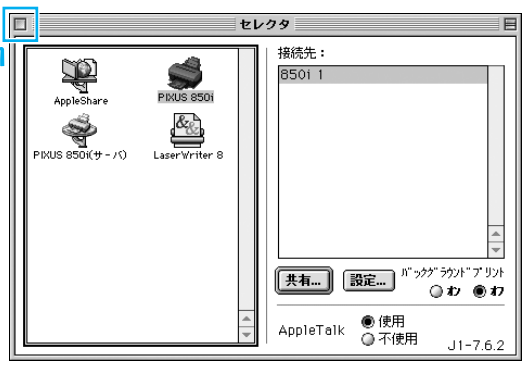 セレクタ
AppleShare
PIXUS 850i
PIXUS 850i(サーバ)
LaserWriter 8
接続先：
850i 1
共有...
設定...
バックグラウンドプリント
オン
オフ
AppleTalk
使用
不使用
J1-7.6.2